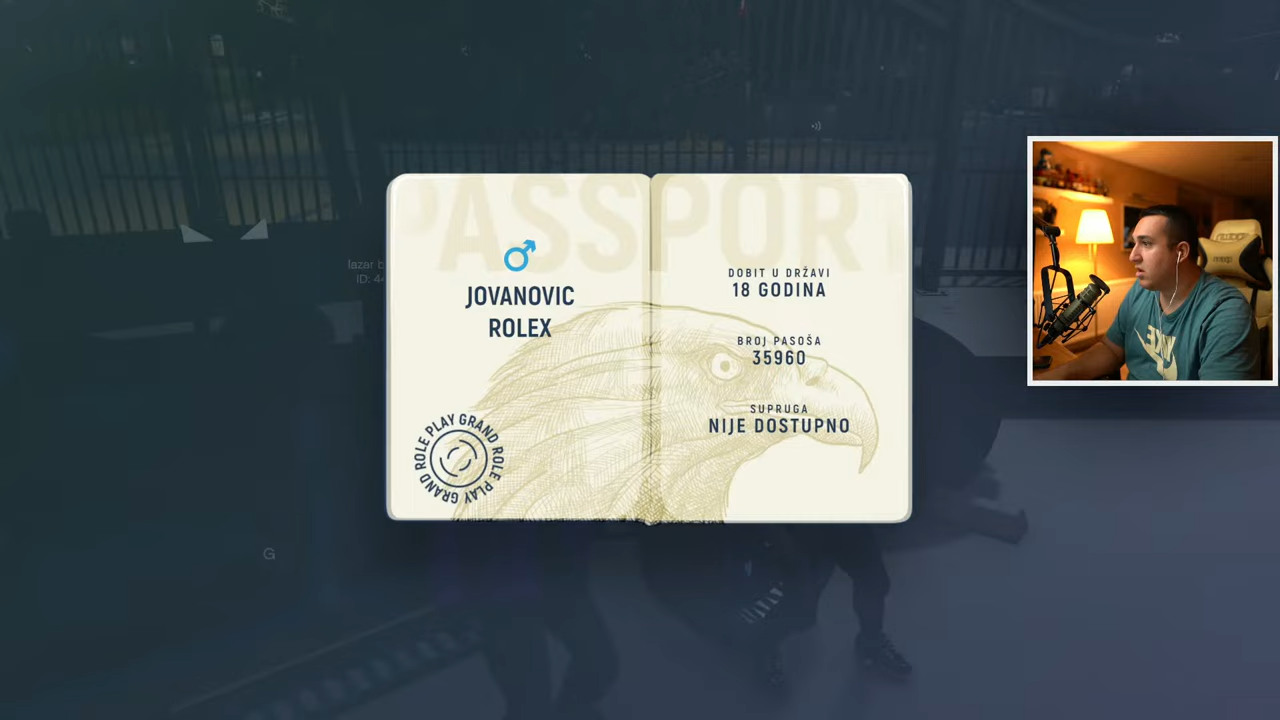 PASSPORT
JOVANOVIC
ROLEX
DOBIT U DRŽAVI
18 GODINA
BROJ PASOŠA
35960
SUPRUGA
NIJE DOSTUPNO
GRAND ROLE PLAY GRAND ROLE PLAY
lazar
ID:
G